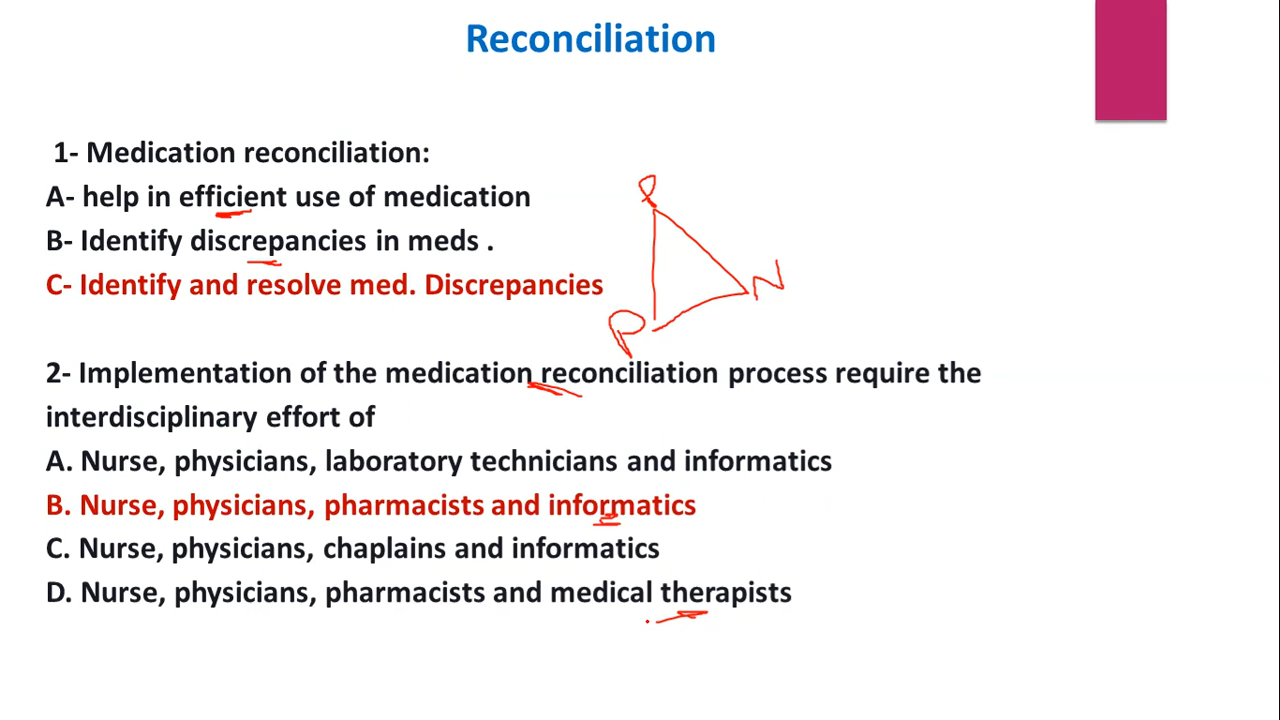 Reconciliation
1- Medication reconciliation:
A- help in efficient use of medication
B- Identify discrepancies in meds .
C- Identify and resolve med. Discrepancies
P
N
2- Implementation of the medication reconciliation process require the
interdisciplinary effort of
A. Nurse, physicians, laboratory technicians and informatics
B. Nurse, physicians, pharmacists and informatics
C. Nurse, physicians, chaplains and informatics
D. Nurse, physicians, pharmacists and medical therapists